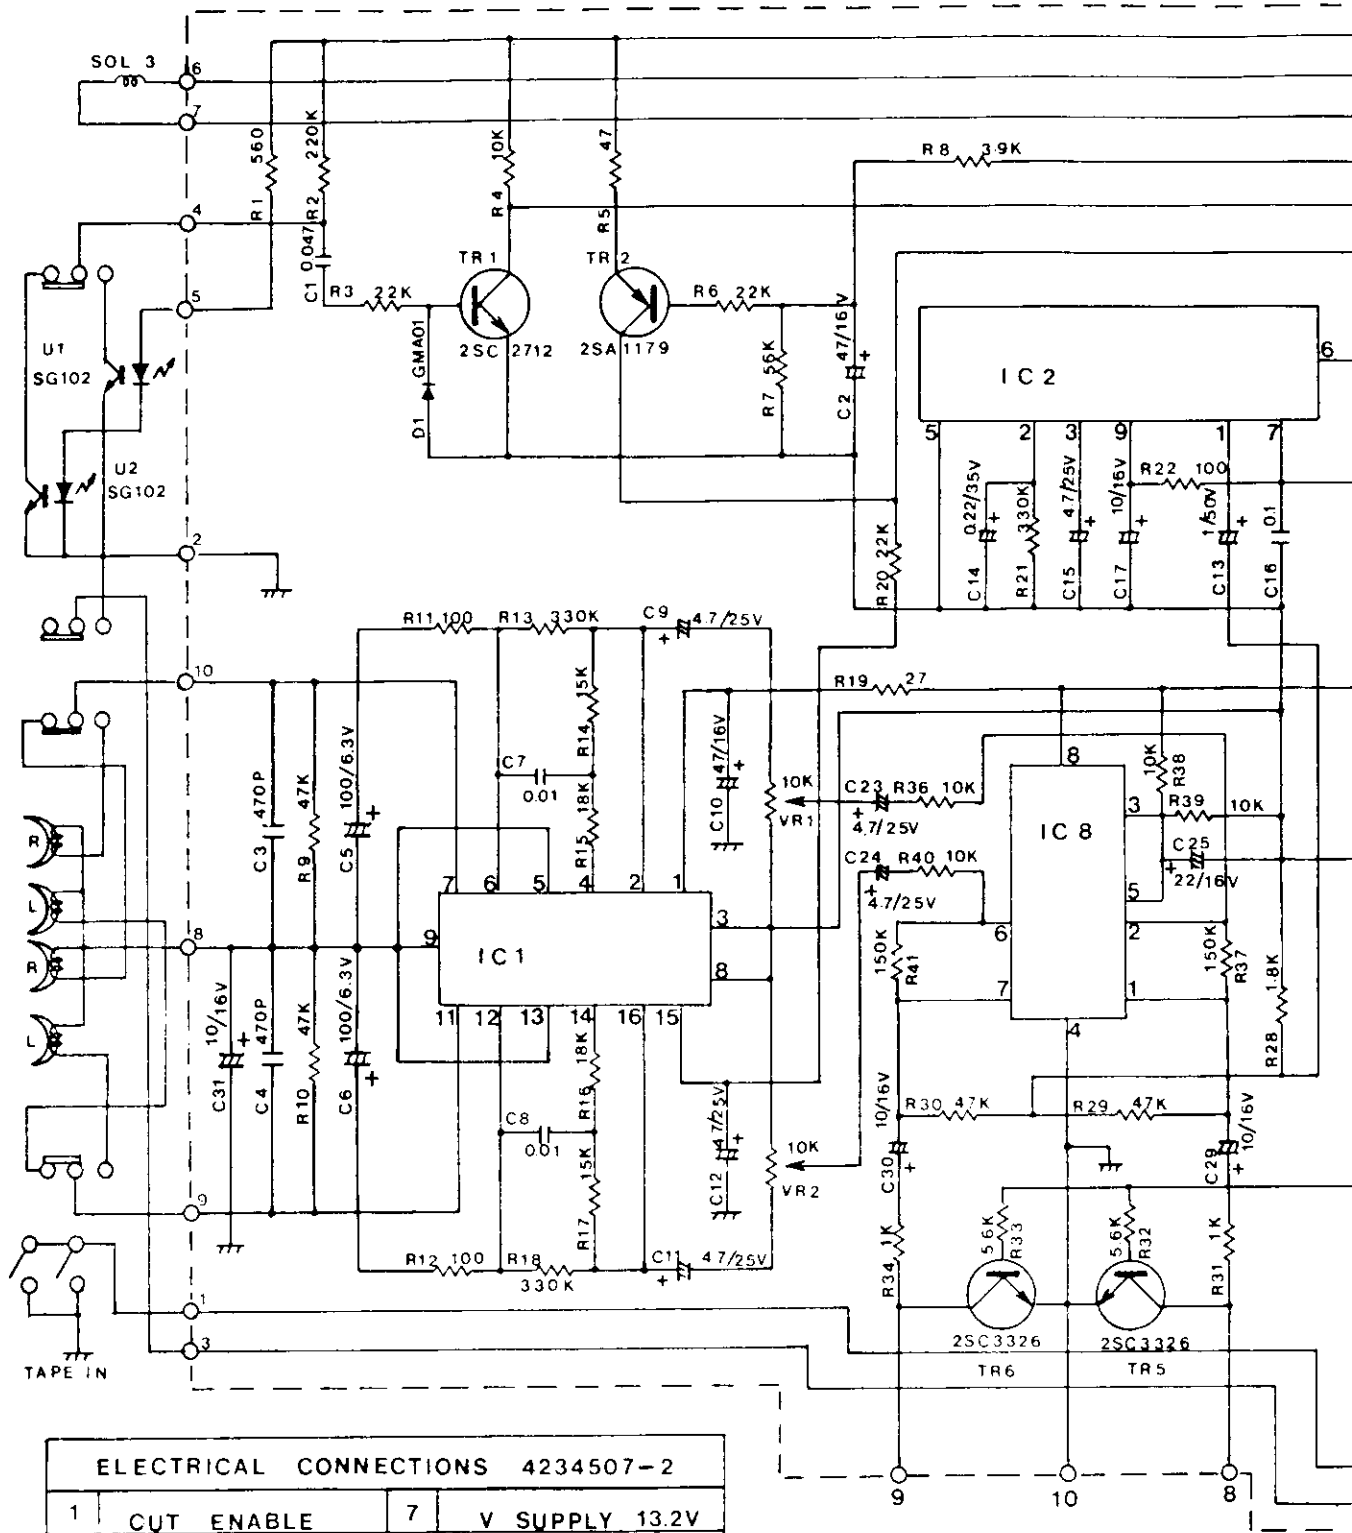 SOL 3
6
7
560
220K
10K
47
R8 3.9K
R1
R2
R4
R5
4
0.047
C1
R3 22K
TR1
TR2
R6 22K
47/16V
5
GMA01
2SC 2712
2SA1179
R7 56K
C2
D1
U1
SG102
U2
SG102
IC2
6
5 2 3 9 1 7
R22 100
0.22/35V
330K
4.7/25V
10/16V
1/50V
0.1
C14
R21
C15
C17
C13
C16
R20 22K
2
R11 100
R13 330K
C9
4.7/25V
10
R19 27
15K
R14
C7
0.01
18K
R15
47/16V
C10
10K
VR1
C23 R36 10K
4.7/25V
C24 R40 10K
4.7/25V
8
10K
R38
3
R39 10K
IC8
C25
22/16V
5
6
2
150K
R41
150K
R37
7
1
4
1.8K
R28
470P
C3
47K
R9
100/6.3V
C5
7 6 5 4 2 1
3
9 IC1
8
11 12 13 14 16 15
R
L
R
L
8
10/16V
C31
470P
C4
47K
R10
100/6.3V
C6
C8
0.01
18K
R16
15K
R17
4.7/25V
C12
10K
VR2
10/16V
R30 47K
R29 47K
10/16V
C30
C29
9
R12 100
R18
330K
C11 4.7/25V
1K
R34
5.6K
R33
5.6K
R32
1K
R31
1
3
TAPE IN
2SC3326
TR6
2SC3326
TR5
9 10 8
ELECTRICAL CONNECTIONS 4234507-2
1 CUT ENABLE 7 V SUPPLY 13.2V